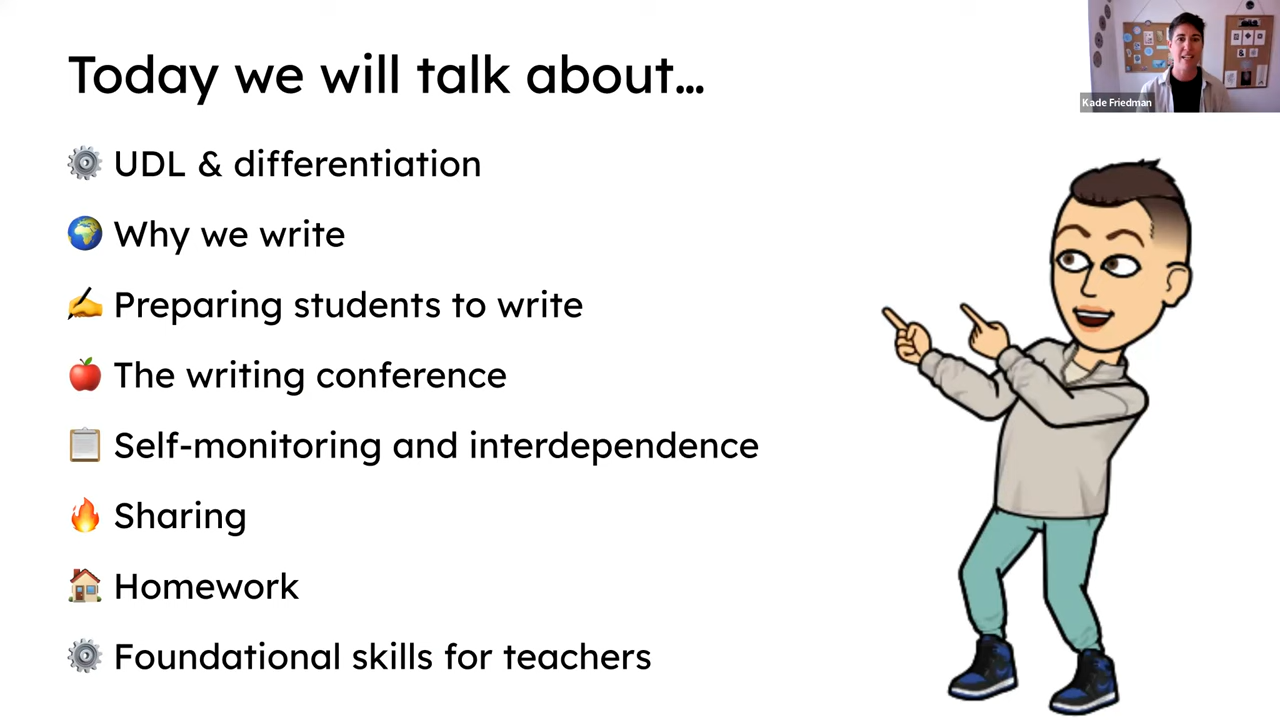 Today we will talk about...
Kade Friedman
⚙️ UDL & differentiation
🌍 Why we write
✍️ Preparing students to write
🍎 The writing conference
📋 Self-monitoring and interdependence
🔥 Sharing
🏠 Homework
⚙️ Foundational skills for teachers